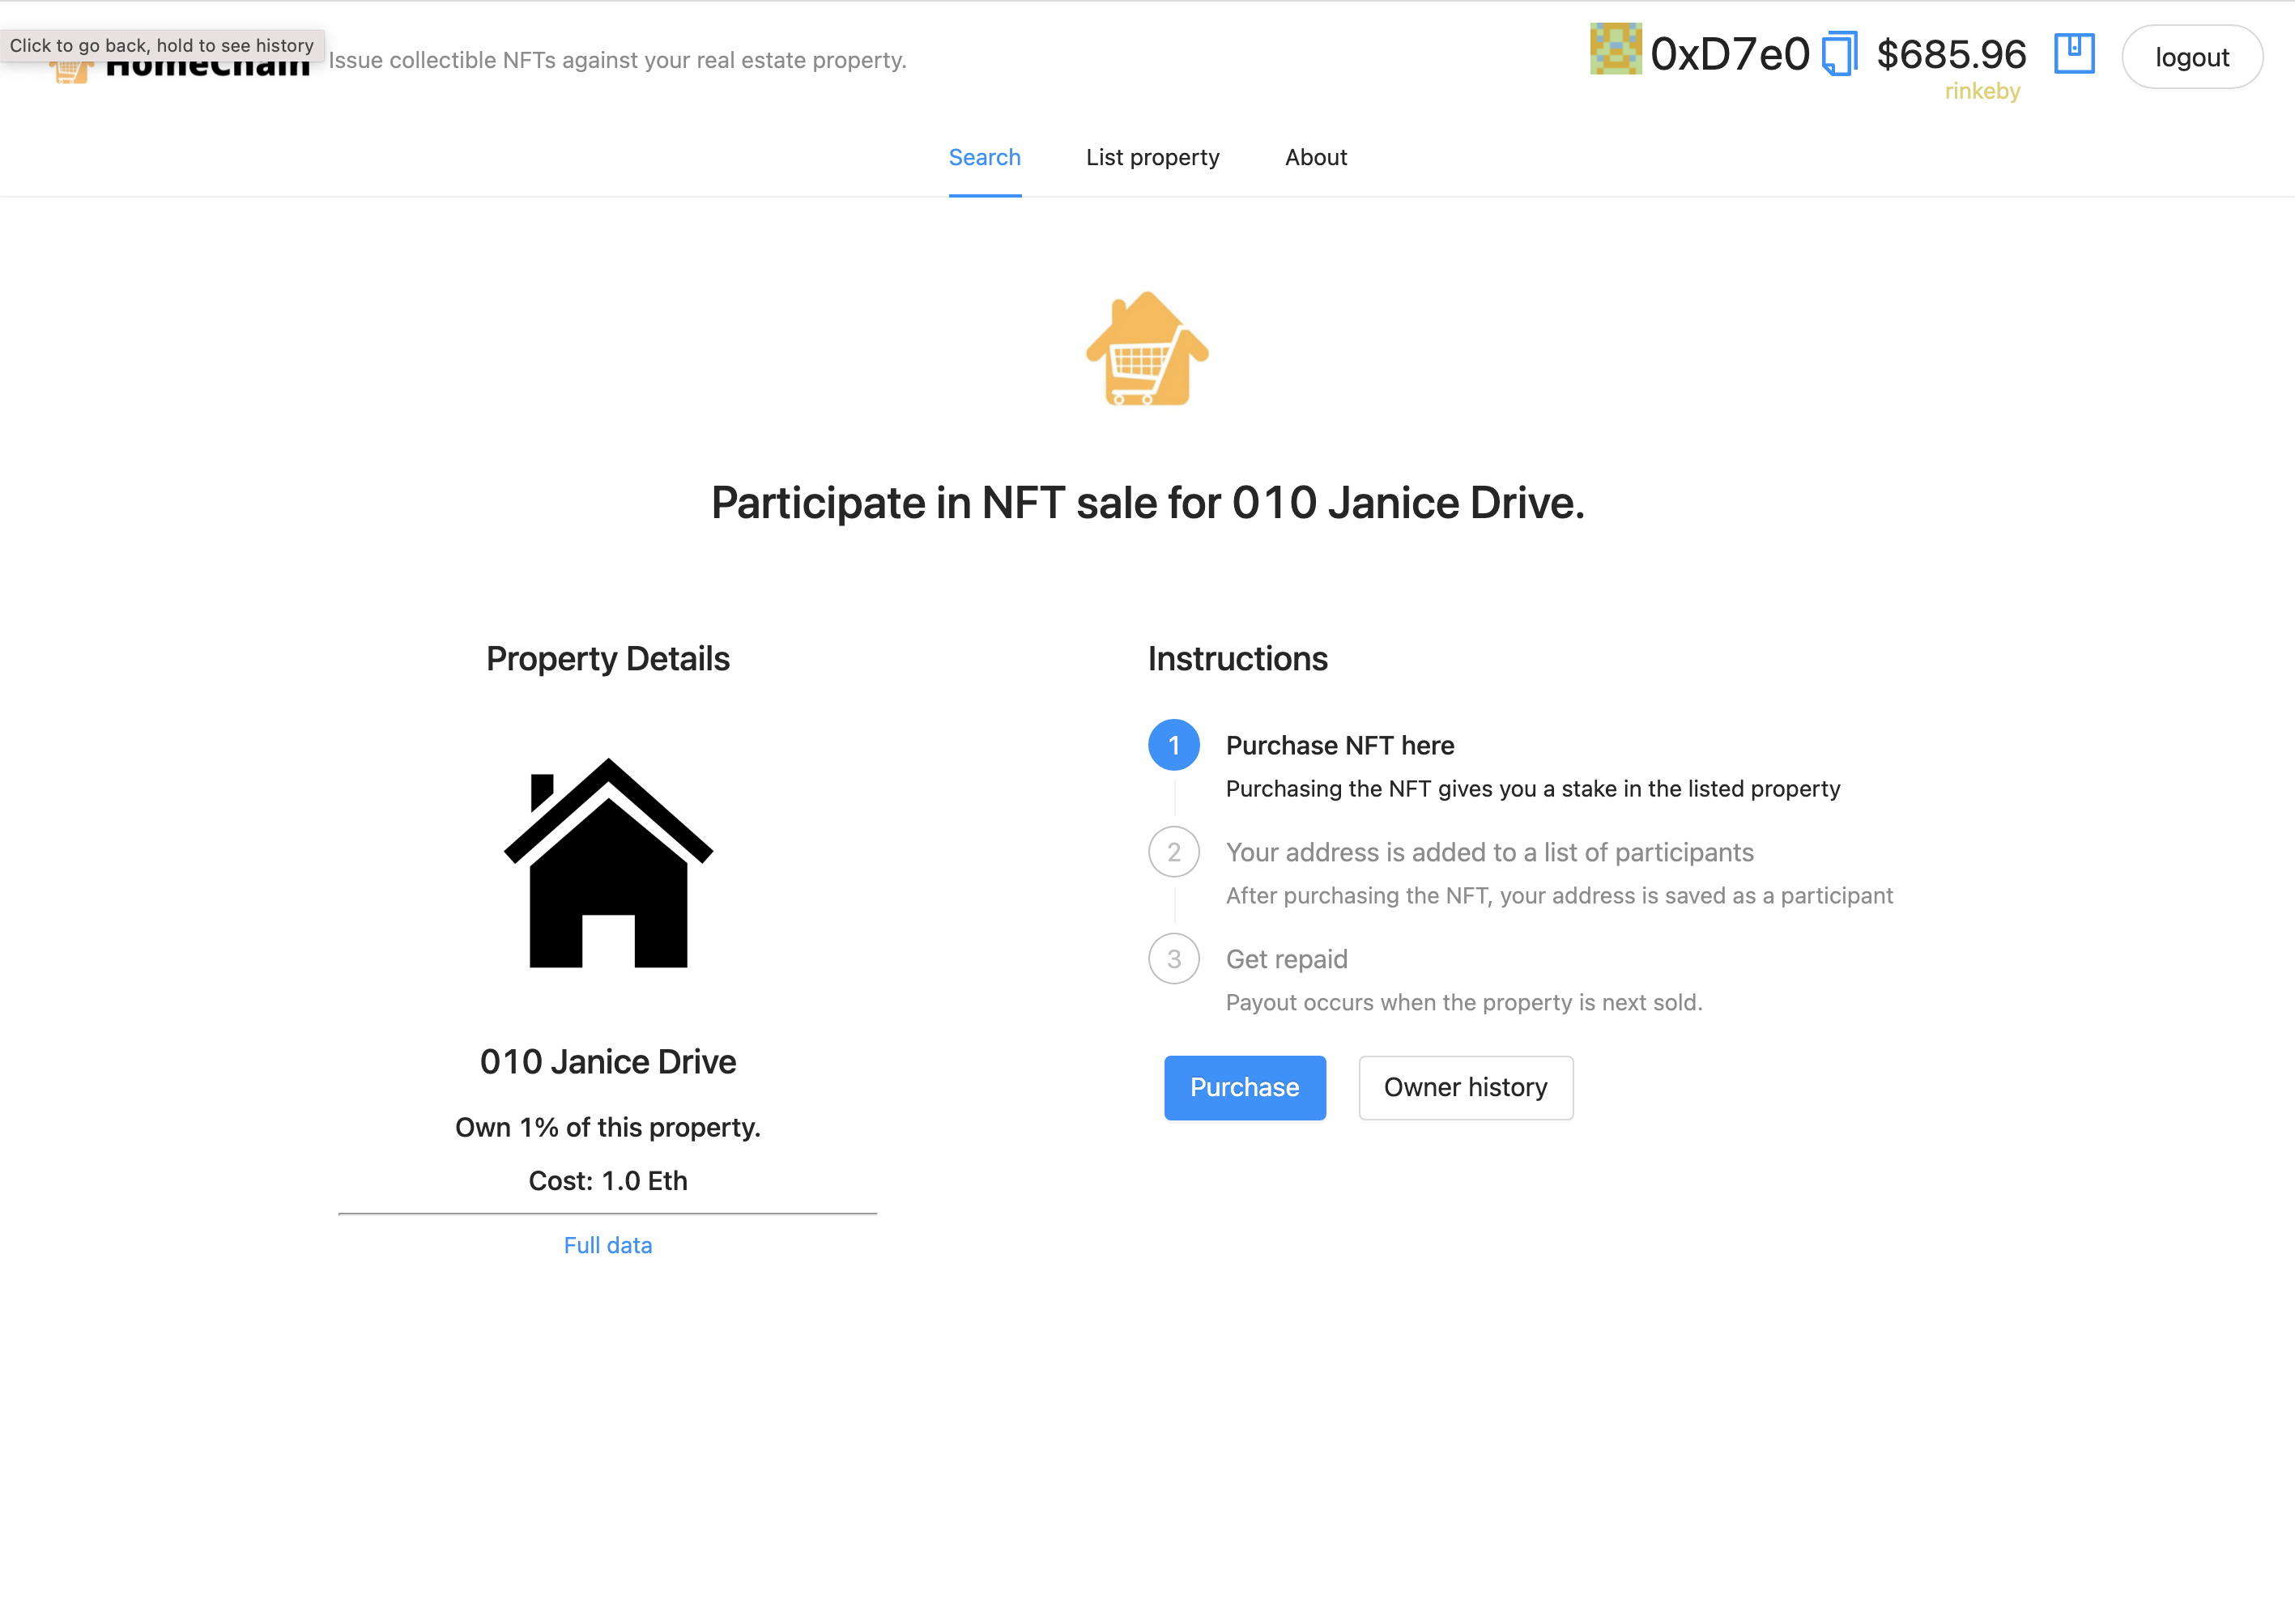 Click to go back, hold to see history
HomeChain
Issue collectible NFTs against your real estate property.
0xD7e0
$685.96
rinkeby
logout
Search
List property
About
Participate in NFT sale for 010 Janice Drive.
Property Details
010 Janice Drive
Own 1% of this property.
Cost: 1.0 Eth
Full data
Instructions
1
Purchase NFT here
Purchasing the NFT gives you a stake in the listed property
2
Your address is added to a list of participants
After purchasing the NFT, your address is saved as a participant
3
Get repaid
Payout occurs when the property is next sold.
Purchase
Owner history